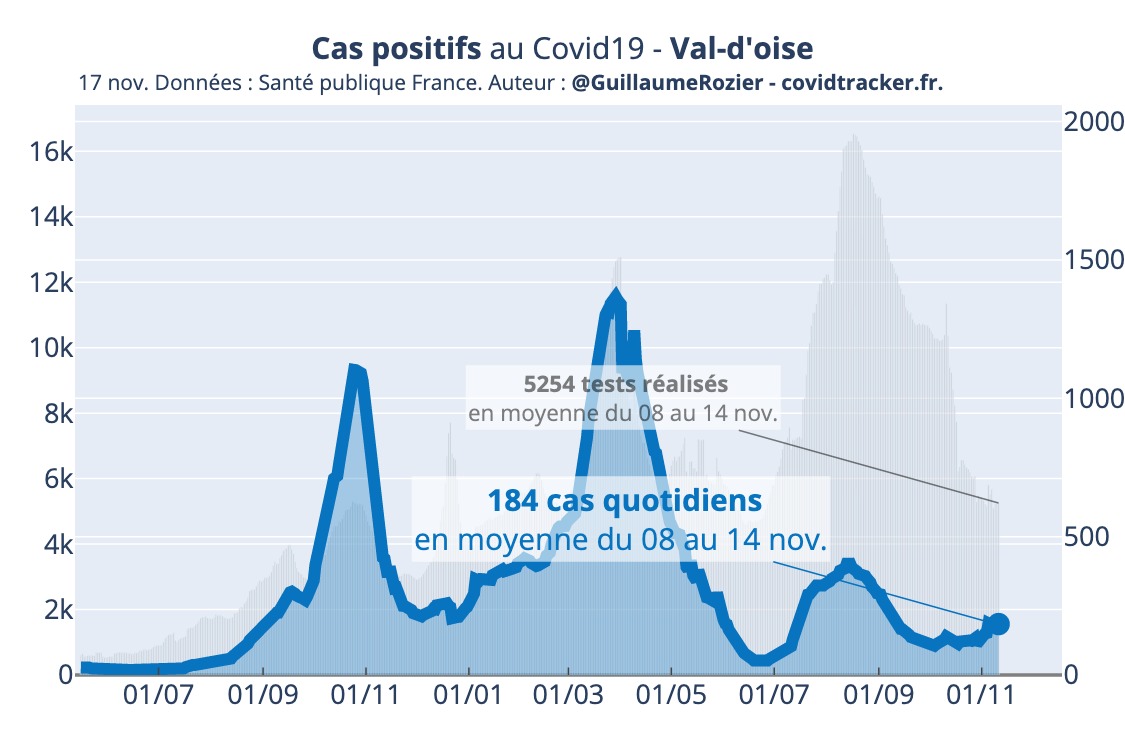 Cas positifs au Covid19 - Val-d'oise
17 nov. Données : Santé publique France. Auteur : @GuillaumeRozier - covidtracker.fr.
2000
16k
14k
1500
12k
10k
5254 tests réalisés
en moyenne du 08 au 14 nov.
1000
8k
6k
184 cas quotidiens
en moyenne du 08 au 14 nov.
500
4k
2k
0
0
01/07 01/09 01/11 01/01 01/03 01/05 01/07 01/09 01/11